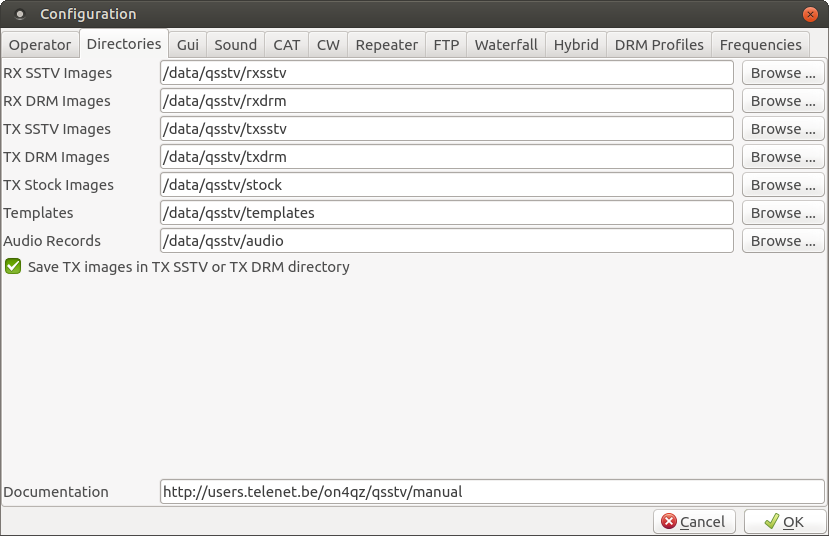 Configuration
Operator Directories Gui Sound CAT CW Repeater FTP Waterfall Hybrid DRM Profiles Frequencies
RX SSTV Images /data/qsstv/rxsstv Browse ...
RX DRM Images /data/qsstv/rxdrm Browse ...
TX SSTV Images /data/qsstv/txsstv Browse ...
TX DRM Images /data/qsstv/txdrm Browse ...
TX Stock Images /data/qsstv/stock Browse ...
Templates /data/qsstv/templates Browse ...
Audio Records /data/qsstv/audio Browse ...
Save TX images in TX SSTV or TX DRM directory
Documentation http://users.telenet.be/on4qz/qsstv/manual
Cancel OK